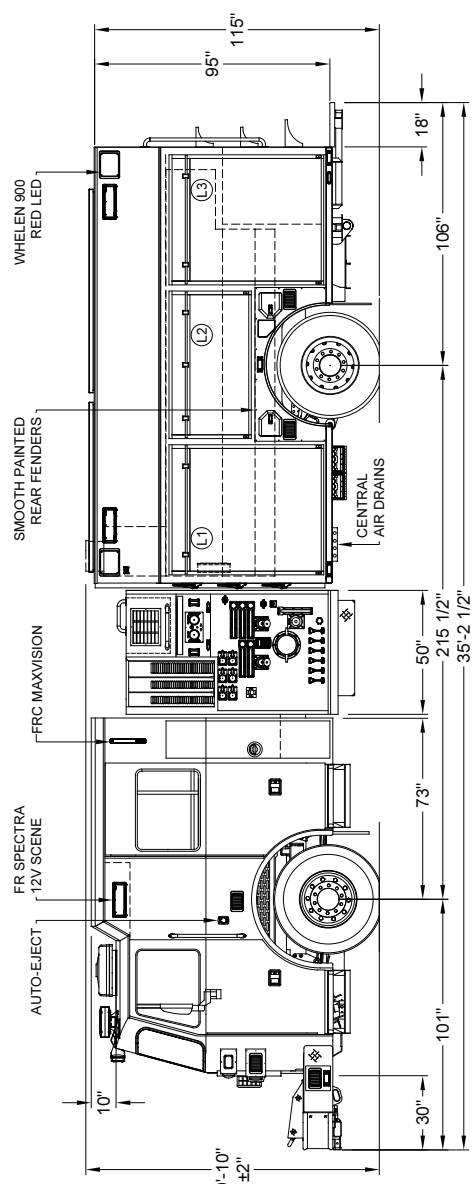 AUTO-EJECT
FR SPECTRA
12V SCENE
FRC MAXVISION
SMOOTH PAINTED
REAR FENDERS
WHELEN 900
RED LED
10"
'-10"
±2"
95"
115"
L1
L2
L3
CENTRAL
AIR DRAINS
18"
30"
101"
73"
50"
106"
215 1/2"
35'-2 1/2"